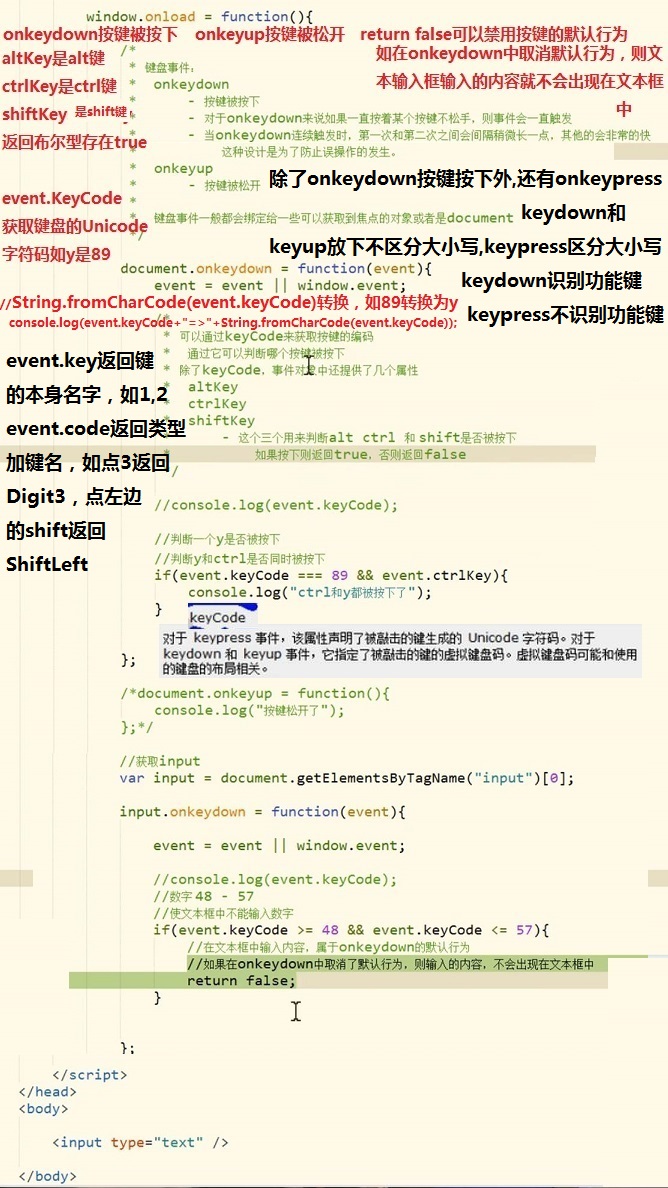 window.onload = function(){
onkeydown按键被按下 onkeyup按键被松开 return false可以禁用按键的默认行为
/*
altKey是alt键
如在onkeydown中取消默认行为，则文
* 键盘事件：
ctrlKey是ctrl键
* onkeydown
本输入框输入的内容就不会出现在文本框
- 按键被按下
shiftKey 是shift键，
中
- 对于onkeydown来说如果一直按着某个按键不松手，则事件会一直触发
- 当onkeydown连续触发时，第一次和第二次之间会间隔稍微长一点，其他的会非常的快
返回布尔型存在true
这种设计是为了防止误操作的发生。
* onkeyup
- 按键被松开
除了onkeydown按键按下外,还有onkeypress
event.KeyCode
* 键盘事件一般都会绑定给一些可以获取到焦点的对象或者是document
keydown和
获取键盘的Unicode
*/
keyup放下不区分大小写,keypress区分大小写
字符码如y是89
document.onkeydown = function(event){
event = event || window.event;
keydown识别功能键
//String.fromCharCode(event.keyCode)转换，如89转换为y
keypress不识别功能键
console.log(event.keyCode+"=>"+String.fromCharCode(event.keyCode));
/*
* 可以通过keyCode来获取按键的编码
* 通过它可以判断哪个按键被按下
event.key返回键
* 除了keyCode，事件对象中还提供了几个属性
* altKey
的本身名字，如1,2
* ctrlKey
* shiftKey
event.code返回类型
- 这个三个用来判断alt ctrl 和 shift是否被按下
如果按下则返回true，否则返回false
加键名，如点3返回
*/
Digit3，点左边
//console.log(event.keyCode);
的shift返回
//判断一个y是否被按下
//判断y和ctrl是否同时被按下
ShiftLeft
if(event.keyCode === 89 && event.ctrlKey){
console.log("ctrl和y都被按下了");
}
keyCode
对于 keypress 事件，该属性声明了被敲击的键生成的 Unicode 字符码。对于
keydown 和 keyup 事件，它指定了被敲击的键的虚拟键盘码。虚拟键盘码可能和使用
的键盘的布局相关。
};
/*document.onkeyup = function(){
console.log("按键松开了");
};*/
//获取input
var input = document.getElementsByTagName("input")[0];
input.onkeydown = function(event){
event = event || window.event;
//console.log(event.keyCode);
//数字 48 - 57
//使文本框中不能输入数字
if(event.keyCode >= 48 && event.keyCode <= 57){
//在文本框中输入内容，属于onkeydown的默认行为
//如果在onkeydown中取消了默认行为，则输入的内容，不会出现在文本框中
return false;
}
};
</script>
</head>
<body>
<input type="text" />
</body>